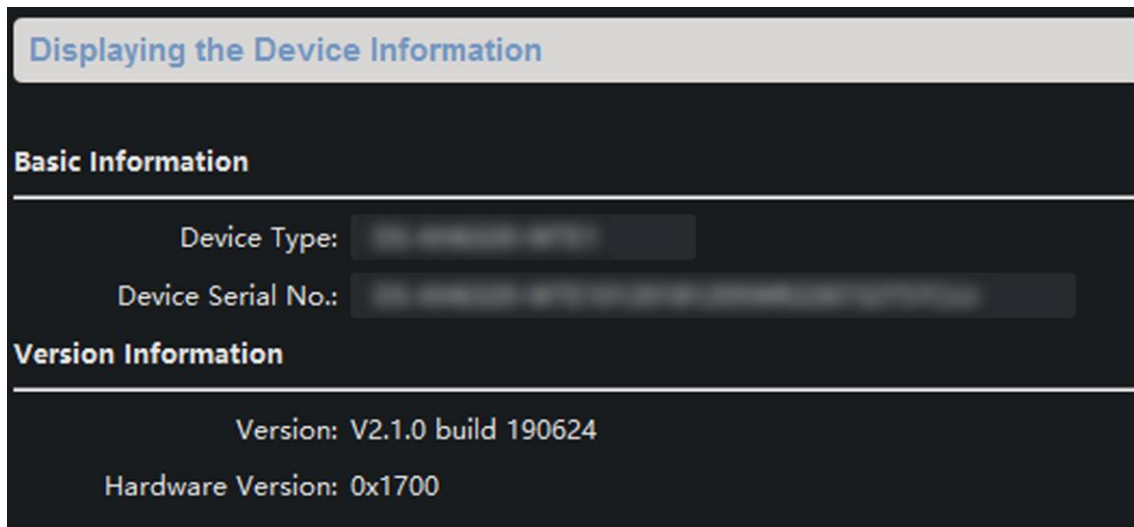 Displaying the Device Information
Basic Information
Device Type:
Device Serial No.:
Version Information
Version: V2.1.0 build 190624
Hardware Version: 0x1700